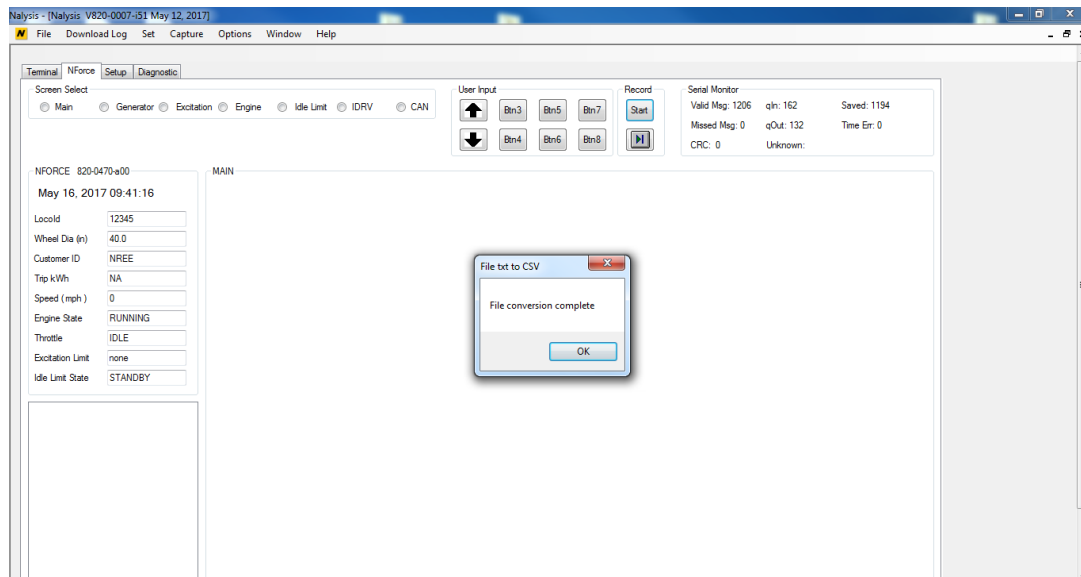 Nalysis - [Nalysis V820-0007-i51 May 12, 2017]
File Download Log Set Capture Options Window Help
Terminal NForce Setup Diagnostic
Screen Select
Main Generator Excitation Engine Idle Limit IDRV CAN
User Input
Btn3 Btn5 Btn7
Btn4 Btn6 Btn8
Record
Start
Serial Monitor
Valid Msg: 1206 qIn: 162 Saved: 1194
Missed Msg: 0 qOut: 132 Time Err: 0
CRC: 0 Unknown:
NFORCE 820-0470-a00
May 16, 2017 09:41:16
LocoId 12345
Wheel Dia (in) 40.0
Customer ID NREE
Trip kWh NA
Speed ( mph ) 0
Engine State RUNNING
Throttle IDLE
Excitation Limit none
Idle Limit State STANDBY
MAIN
File txt to CSV
File conversion complete
OK